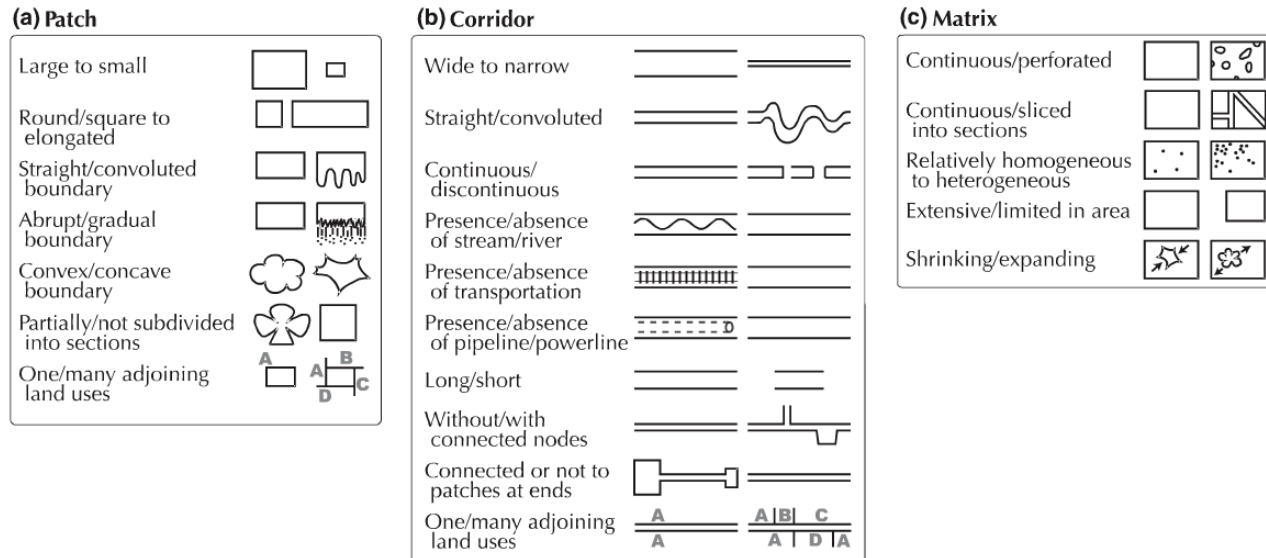 (a) Patch
Large to small
Round/square to
elongated
Straight/convoluted
boundary
Abrupt/gradual
boundary
Convex/concave
boundary
Partially/not subdivided
into sections
A
B
One/many adjoining
A
C
land uses
D
(b) Corridor
Wide to narrow
Straight/convoluted
Continuous/
discontinuous
Presence/absence
of stream/river
Presence/absence
of transportation
Presence/absence
of pipeline/powerline
Long/short
Without/with
connected nodes
Connected or not to
patches at ends
One/many adjoining
A
A B C
land uses
A
A D A
(c) Matrix
Continuous/perforated
Continuous/sliced
into sections
Relatively homogeneous
to heterogeneous
Extensive/limited in area
Shrinking/expanding